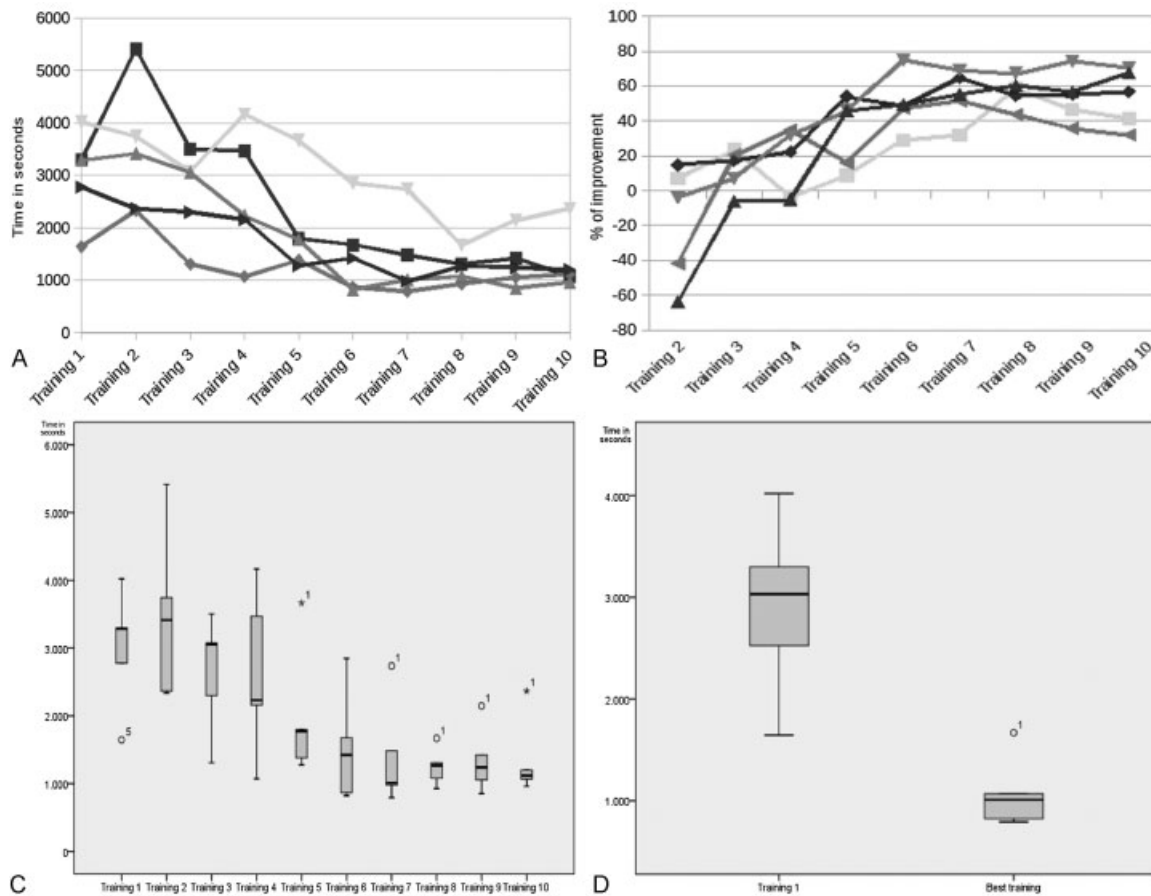 6000
5000
4000
3000
2000
1000
0
Time in seconds
Training 1
Training 2
Training 3
Training 4
Training 5
Training 6
Training 7
Training 8
Training 9
Training 10
A
100
80
60
40
20
0
-20
-40
-60
-80
% of improvement
Training 2
Training 3
Training 4
Training 5
Training 6
Training 7
Training 8
Training 9
Training 10
B
Time in
seconds
6.000
5.000
4.000
3.000
2.000
1.000
0
5
1
1
1
1
1
Training 1 Training 2 Training 3 Training 4 Training 5 Training 6 Training 7 Training 8 Training 9 Training 10
C
Time in
seconds
4.000
3.000
2.000
1.000
1
Training 1 Best training
D